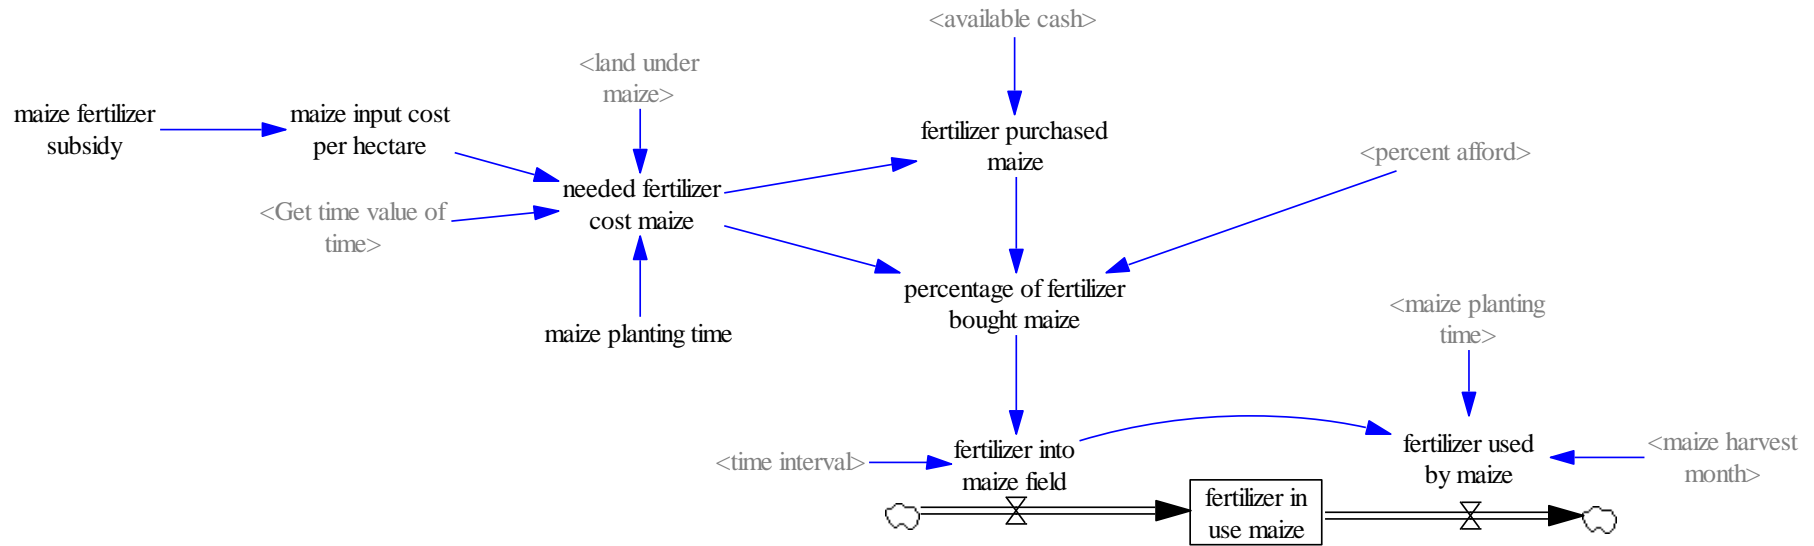 <available cash>
<land under
maize>
maize fertilizer
subsidy
maize input cost
per hectare
fertilizer purchased
maize
<percent afford>
needed fertilizer
cost maize
<Get time value of
time>
percentage of fertilizer
bought maize
maize planting time
<maize planting
time>
<time interval>
fertilizer into
maize field
fertilizer used
by maize
<maize harvest
month>
fertilizer in
use maize